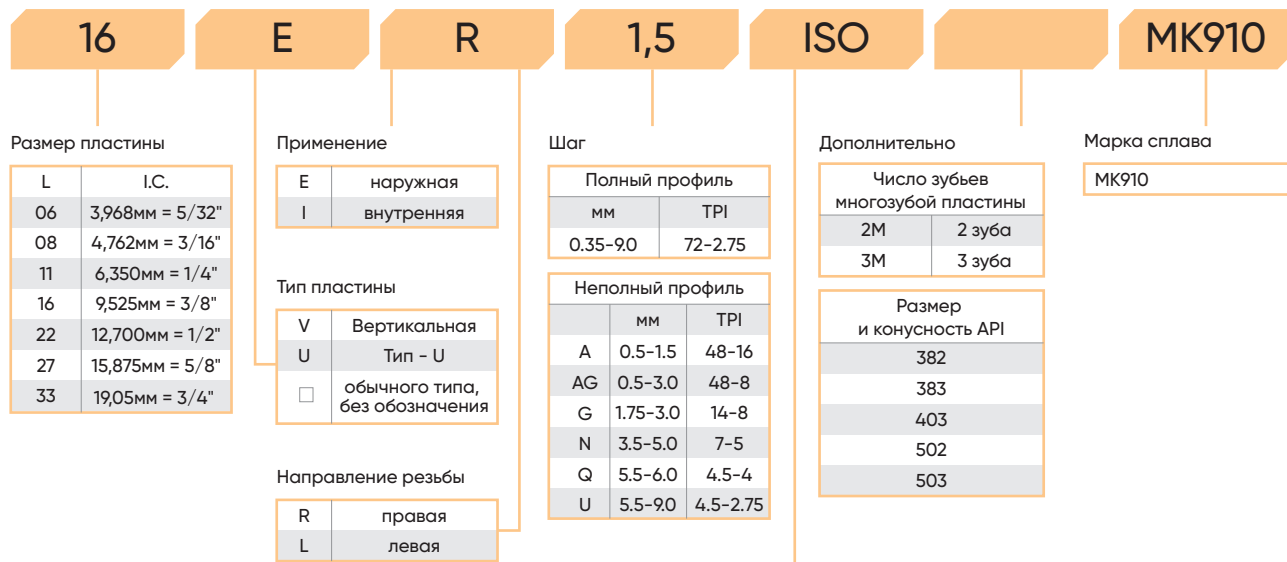 16 E R 1,5 ISO MK910
Размер пластины
L I.C.
06 3,968мм = 5/32"
08 4,762мм = 3/16"
11 6,350мм = 1/4"
16 9,525мм = 3/8"
22 12,700мм = 1/2"
27 15,875мм = 5/8"
33 19,05мм = 3/4"
Применение
E наружная
I внутренняя
Тип пластины
V Вертикальная
U Тип - U
□ обычного типа,
без обозначения
Направление резьбы
R правая
L левая
Шаг
Полный профиль
мм TPI
0.35-9.0 72-2.75
Неполный профиль
мм TPI
A 0.5-1.5 48-16
AG 0.5-3.0 48-8
G 1.75-3.0 14-8
N 3.5-5.0 7-5
Q 5.5-6.0 4.5-4
U 5.5-9.0 4.5-2.75
Дополнительно
Число зубьев
многозубой пластины
2M 2 зуба
3M 3 зуба
Размер
и конусность API
382
383
403
502
503
Марка сплава
MK910